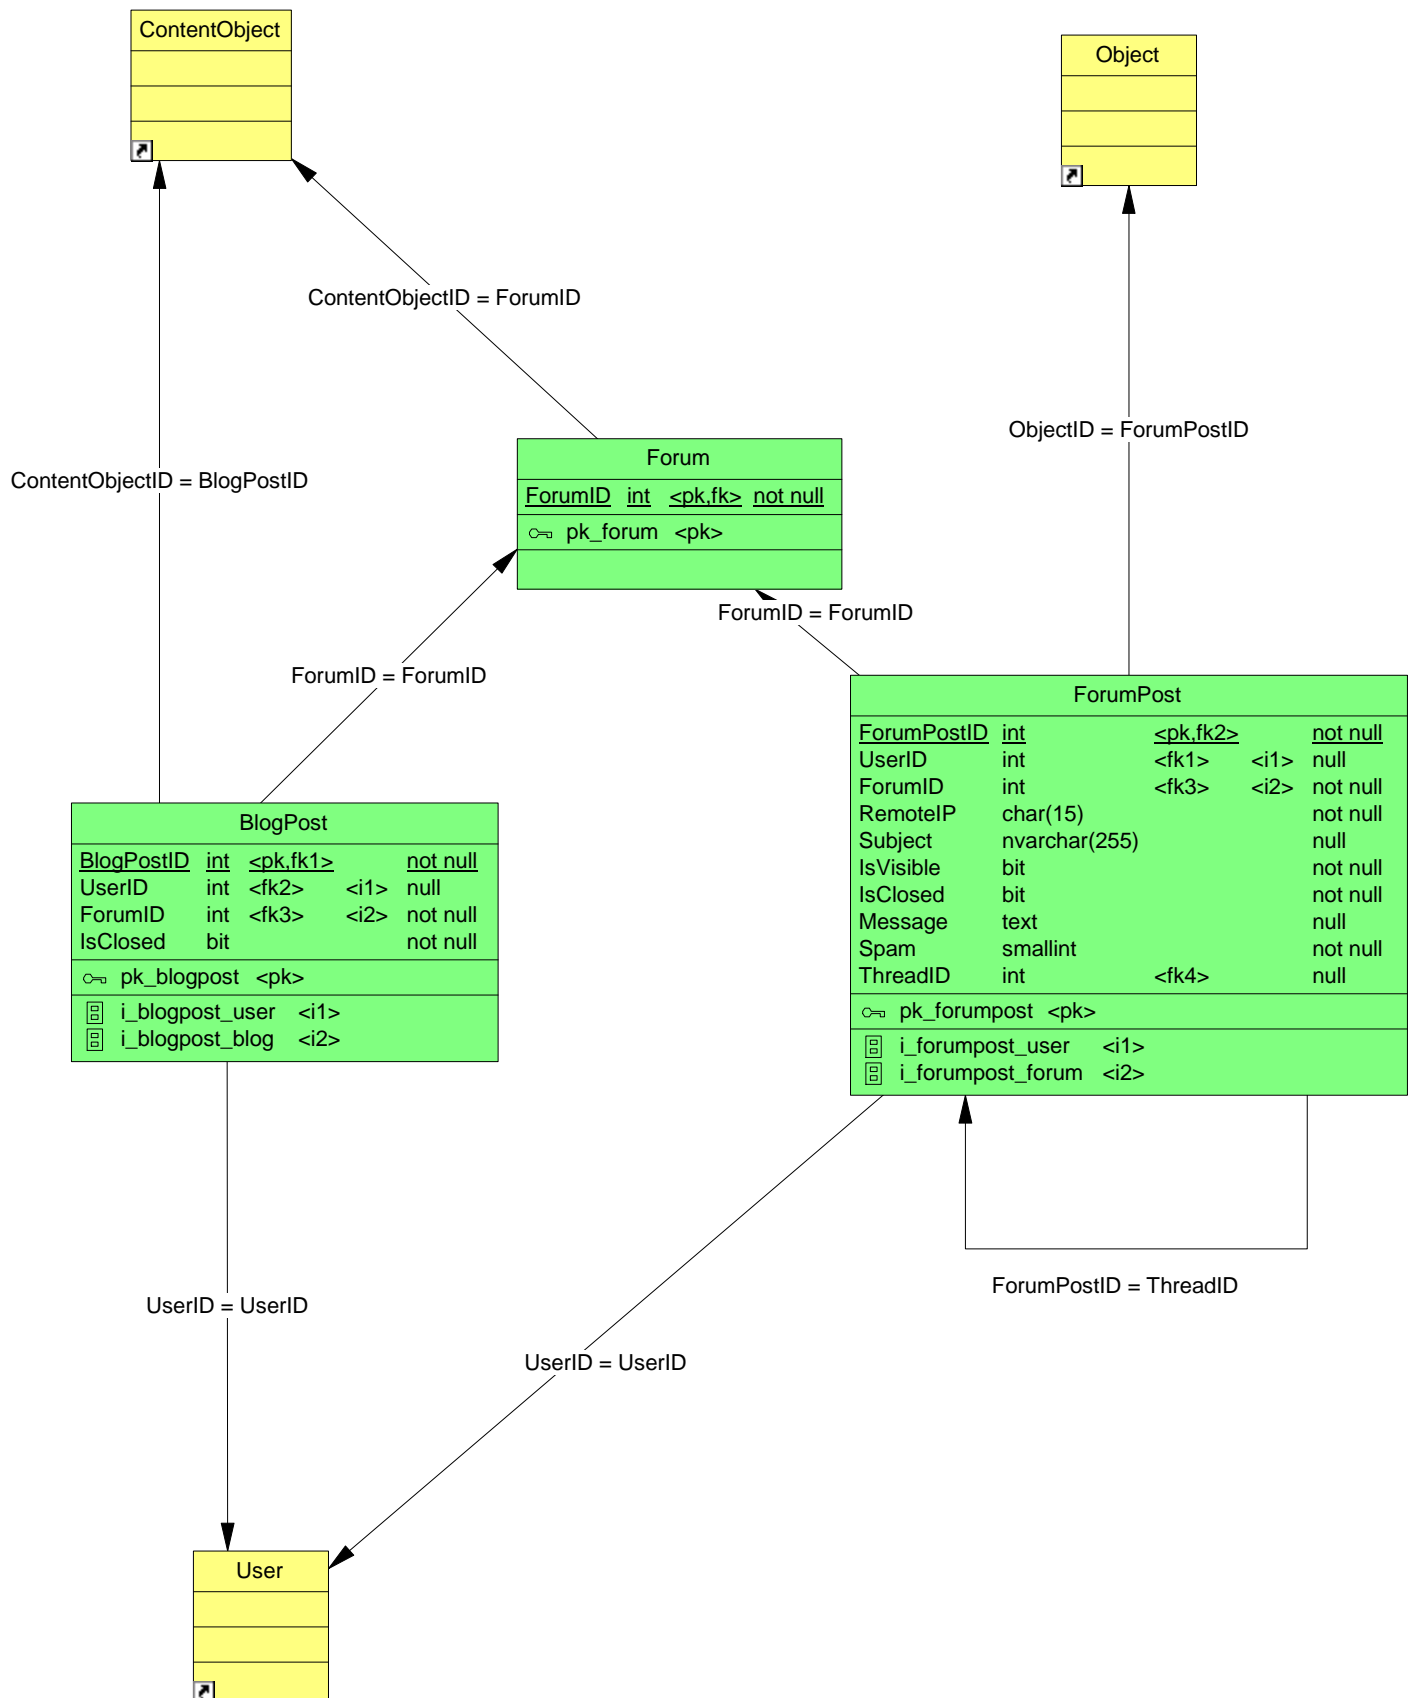 ContentObject
Object
ContentObjectID = ForumID
ObjectID = ForumPostID
ContentObjectID = BlogPostID
Forum
ForumID int <pk,fk> not null
pk_forum <pk>
ForumID = ForumID
ForumID = ForumID
ForumPost
ForumPostID int <pk,fk2> not null
UserID int <fk1> <i1> null
ForumID int <fk3> <i2> not null
RemoteIP char(15) not null
Subject nvarchar(255) null
IsVisible bit not null
IsClosed bit not null
Message text null
Spam smallint not null
ThreadID int <fk4> null
pk_forumpost <pk>
i_forumpost_user <i1>
i_forumpost_forum <i2>
BlogPost
BlogPostID int <pk,fk1> not null
UserID int <fk2> <i1> null
ForumID int <fk3> <i2> not null
IsClosed bit not null
pk_blogpost <pk>
i_blogpost_user <i1>
i_blogpost_blog <i2>
ForumPostID = ThreadID
UserID = UserID
UserID = UserID
User